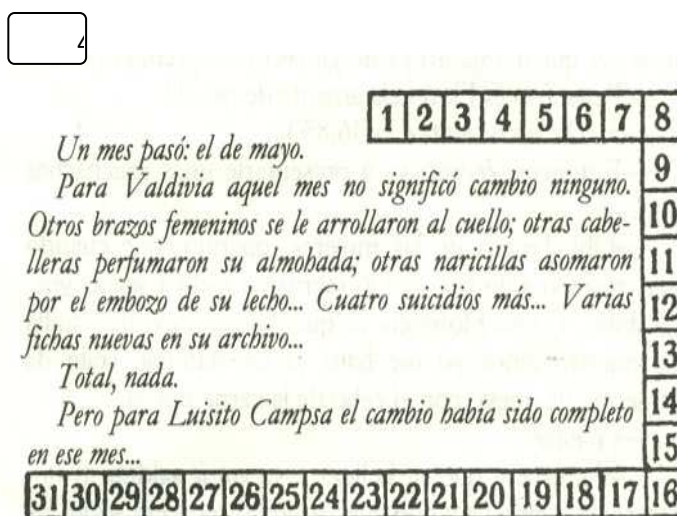 4
1 2 3 4 5 6 7 8
Un mes pasó: el de mayo.
9
Para Valdivia aquel mes no significó cambio ninguno.
10
Otros brazos femeninos se le arrollaron al cuello; otras cabe-
11
lleras perfumaron su almohada; otras naricillas asomaron
12
por el embozo de su lecho... Cuatro suicidios más... Varias
fichas nuevas en su archivo...
13
Total, nada.
14
Pero para Luisito Campsa el cambio había sido completo
15
en ese mes...
31 30 29 28 27 26 25 24 23 22 21 20 19 18 17 16